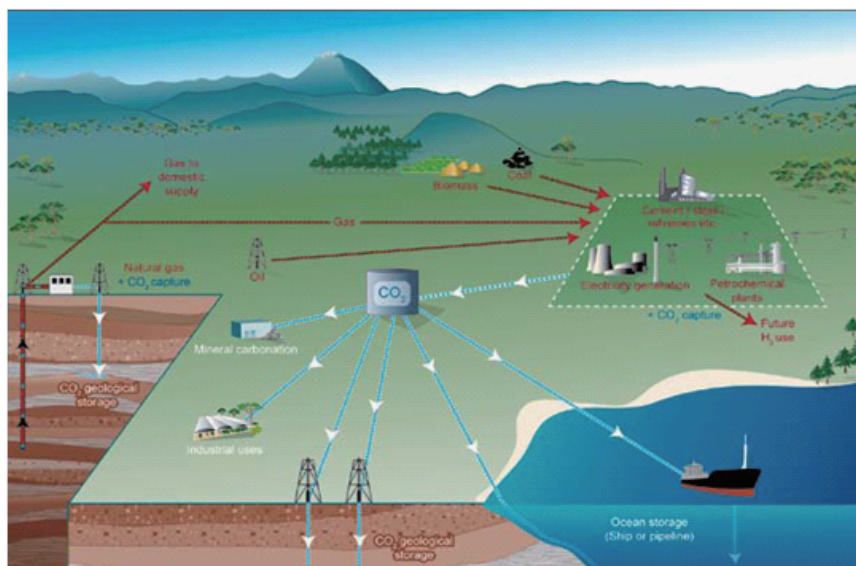 Gas to
domestic
supply
Biomass
Coal
Cement / steel /
refineries etc.
Gas
Oil
Natural gas
+ CO₂ capture
CO₂
Electricity generation
Petrochemical
plants
+ CO₂ capture
Future
H₂ use
Mineral carbonation
CO₂ geological
storage
Industrial uses
Ocean storage
(Ship or pipeline)
CO₂ geological
storage